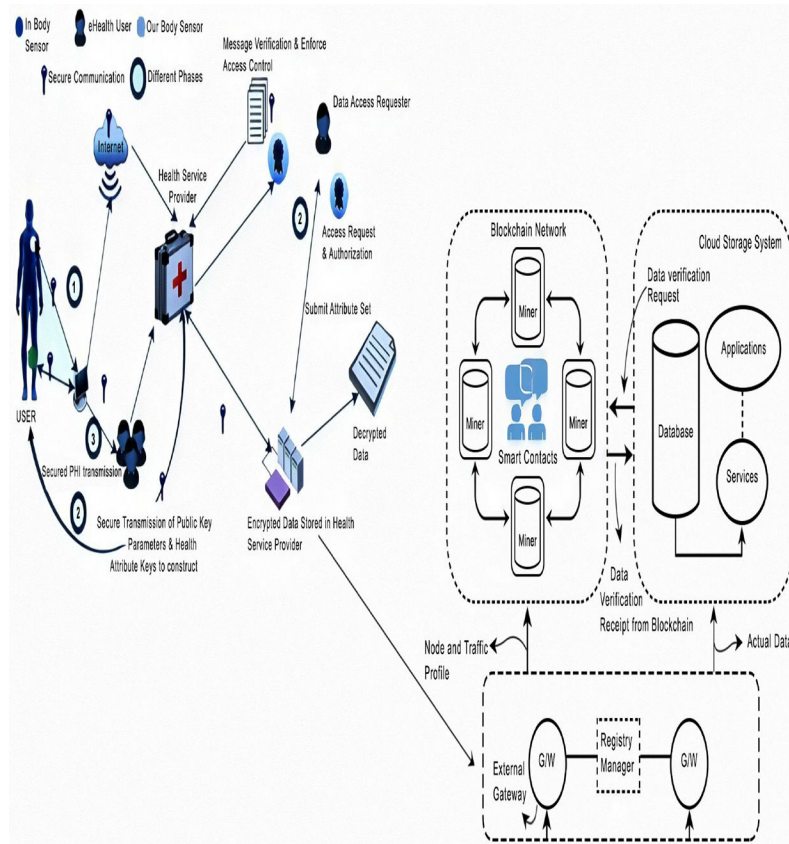 In Body
Sensor
eHealth User
Our Body Sensor
Secure Communication
Different Phases
Message Verification & Enforce
Access Control
Data Access Requester
Internet
Health Service
Provider
2
Access Request
& Authorization
1
Submit Attribute Set
USER
3
Secured PHI transmission
Decrypted
Data
2
Secure Transmission of Public Key
Parameters & Health
Attribute Keys to construct
Encrypted Data Stored in Health
Service Provider
Blockchain Network
Miner
Miner
Miner
Smart Contacts
Miner
Cloud Storage System
Data verification
Request
Applications
Database
Services
Data
Verification
Receipt from Blockchain
Node and Traffic
Profile
Actual Data
External
Gateway
G/W
Registry
Manager
G/W